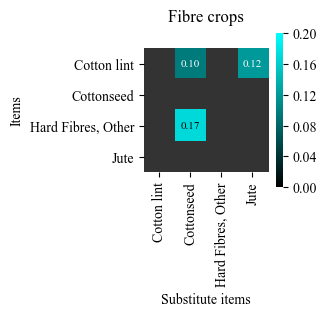 Fibre crops
Items
Cotton lint
Cottonseed
Hard Fibres, Other
Jute
0.10
0.12
0.17
0.20
0.16
0.12
0.08
0.04
0.00
Cotton lint
Cottonseed
Hard Fibres, Other
Jute
Substitute items